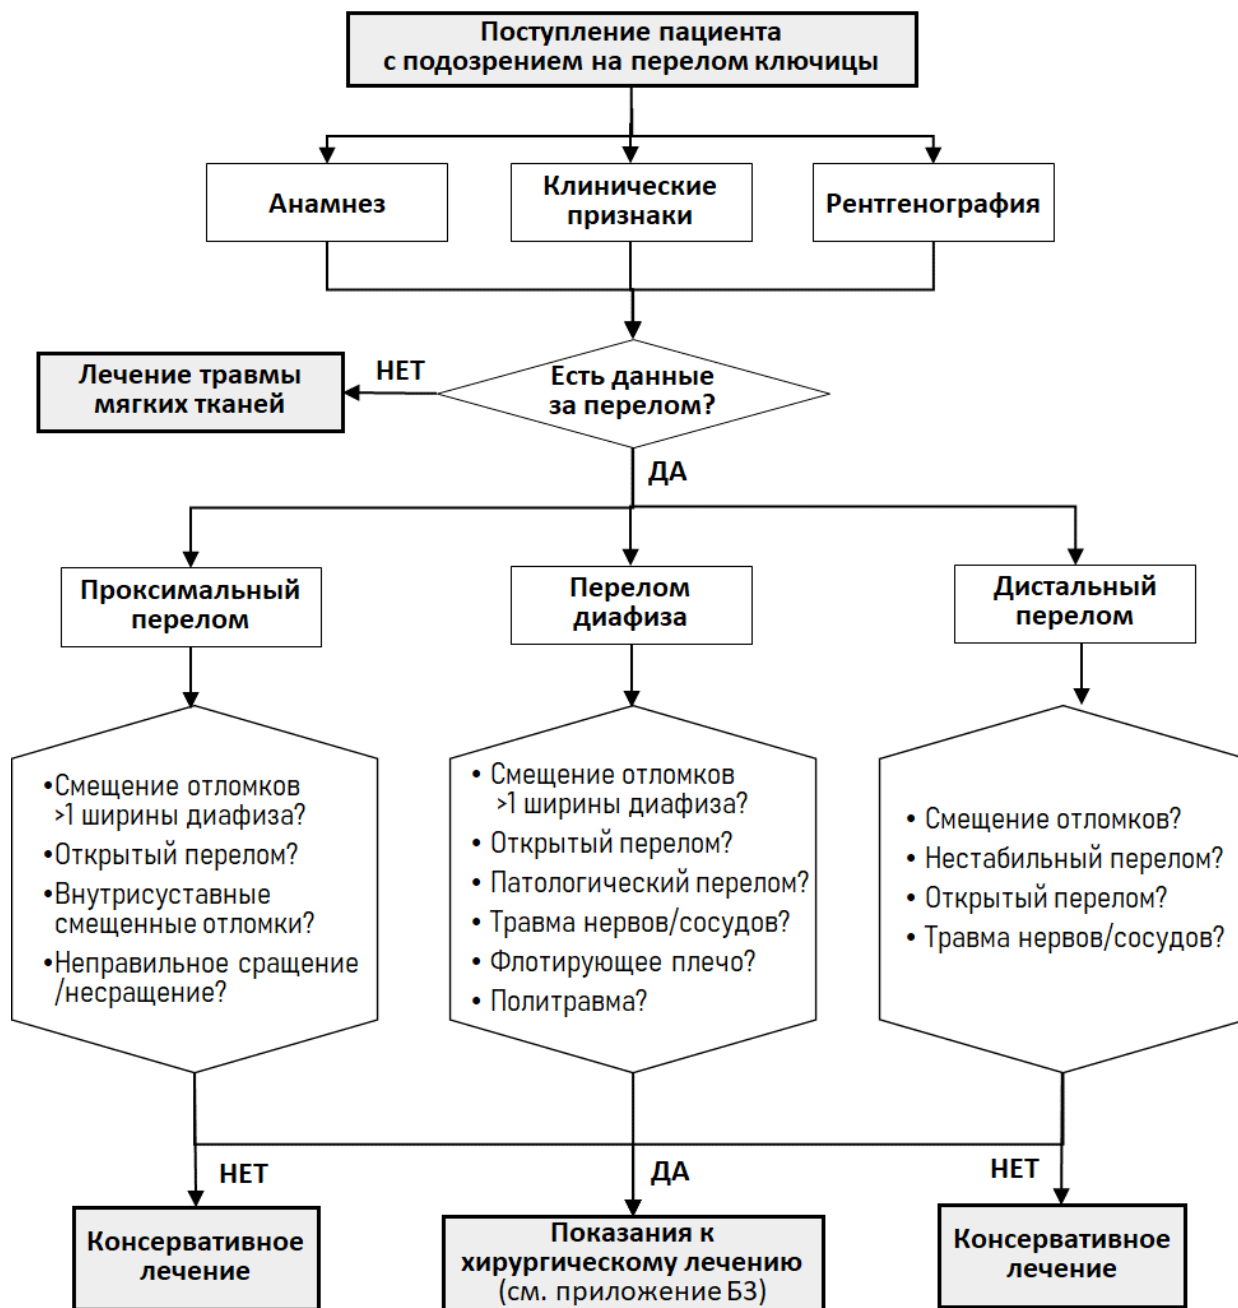 Поступление пациента
с подозрением на перелом ключицы
Анамнез
Клинические
признаки
Рентгенография
НЕТ
Лечение травмы
мягких тканей
Есть данные
за перелом?
ДА
Проксимальный
перелом
Перелом
диафиза
Дистальный
перелом
•Смещение отломков
>1 ширины диафиза?
•Открытый перелом?
•Внутрисуставные
смещенные отломки?
•Неправильное сращение
/несращение?
• Смещение отломков
>1 ширины диафиза?
• Открытый перелом?
• Патологический перелом?
• Травма нервов/сосудов?
• Флотирующее плечо?
• Политравма?
• Смещение отломков?
• Нестабильный перелом?
• Открытый перелом?
• Травма нервов/сосудов?
НЕТ
ДА
НЕТ
Консервативное
лечение
Показания к
хирургическому лечению
(см. приложение Б3)
Консервативное
лечение